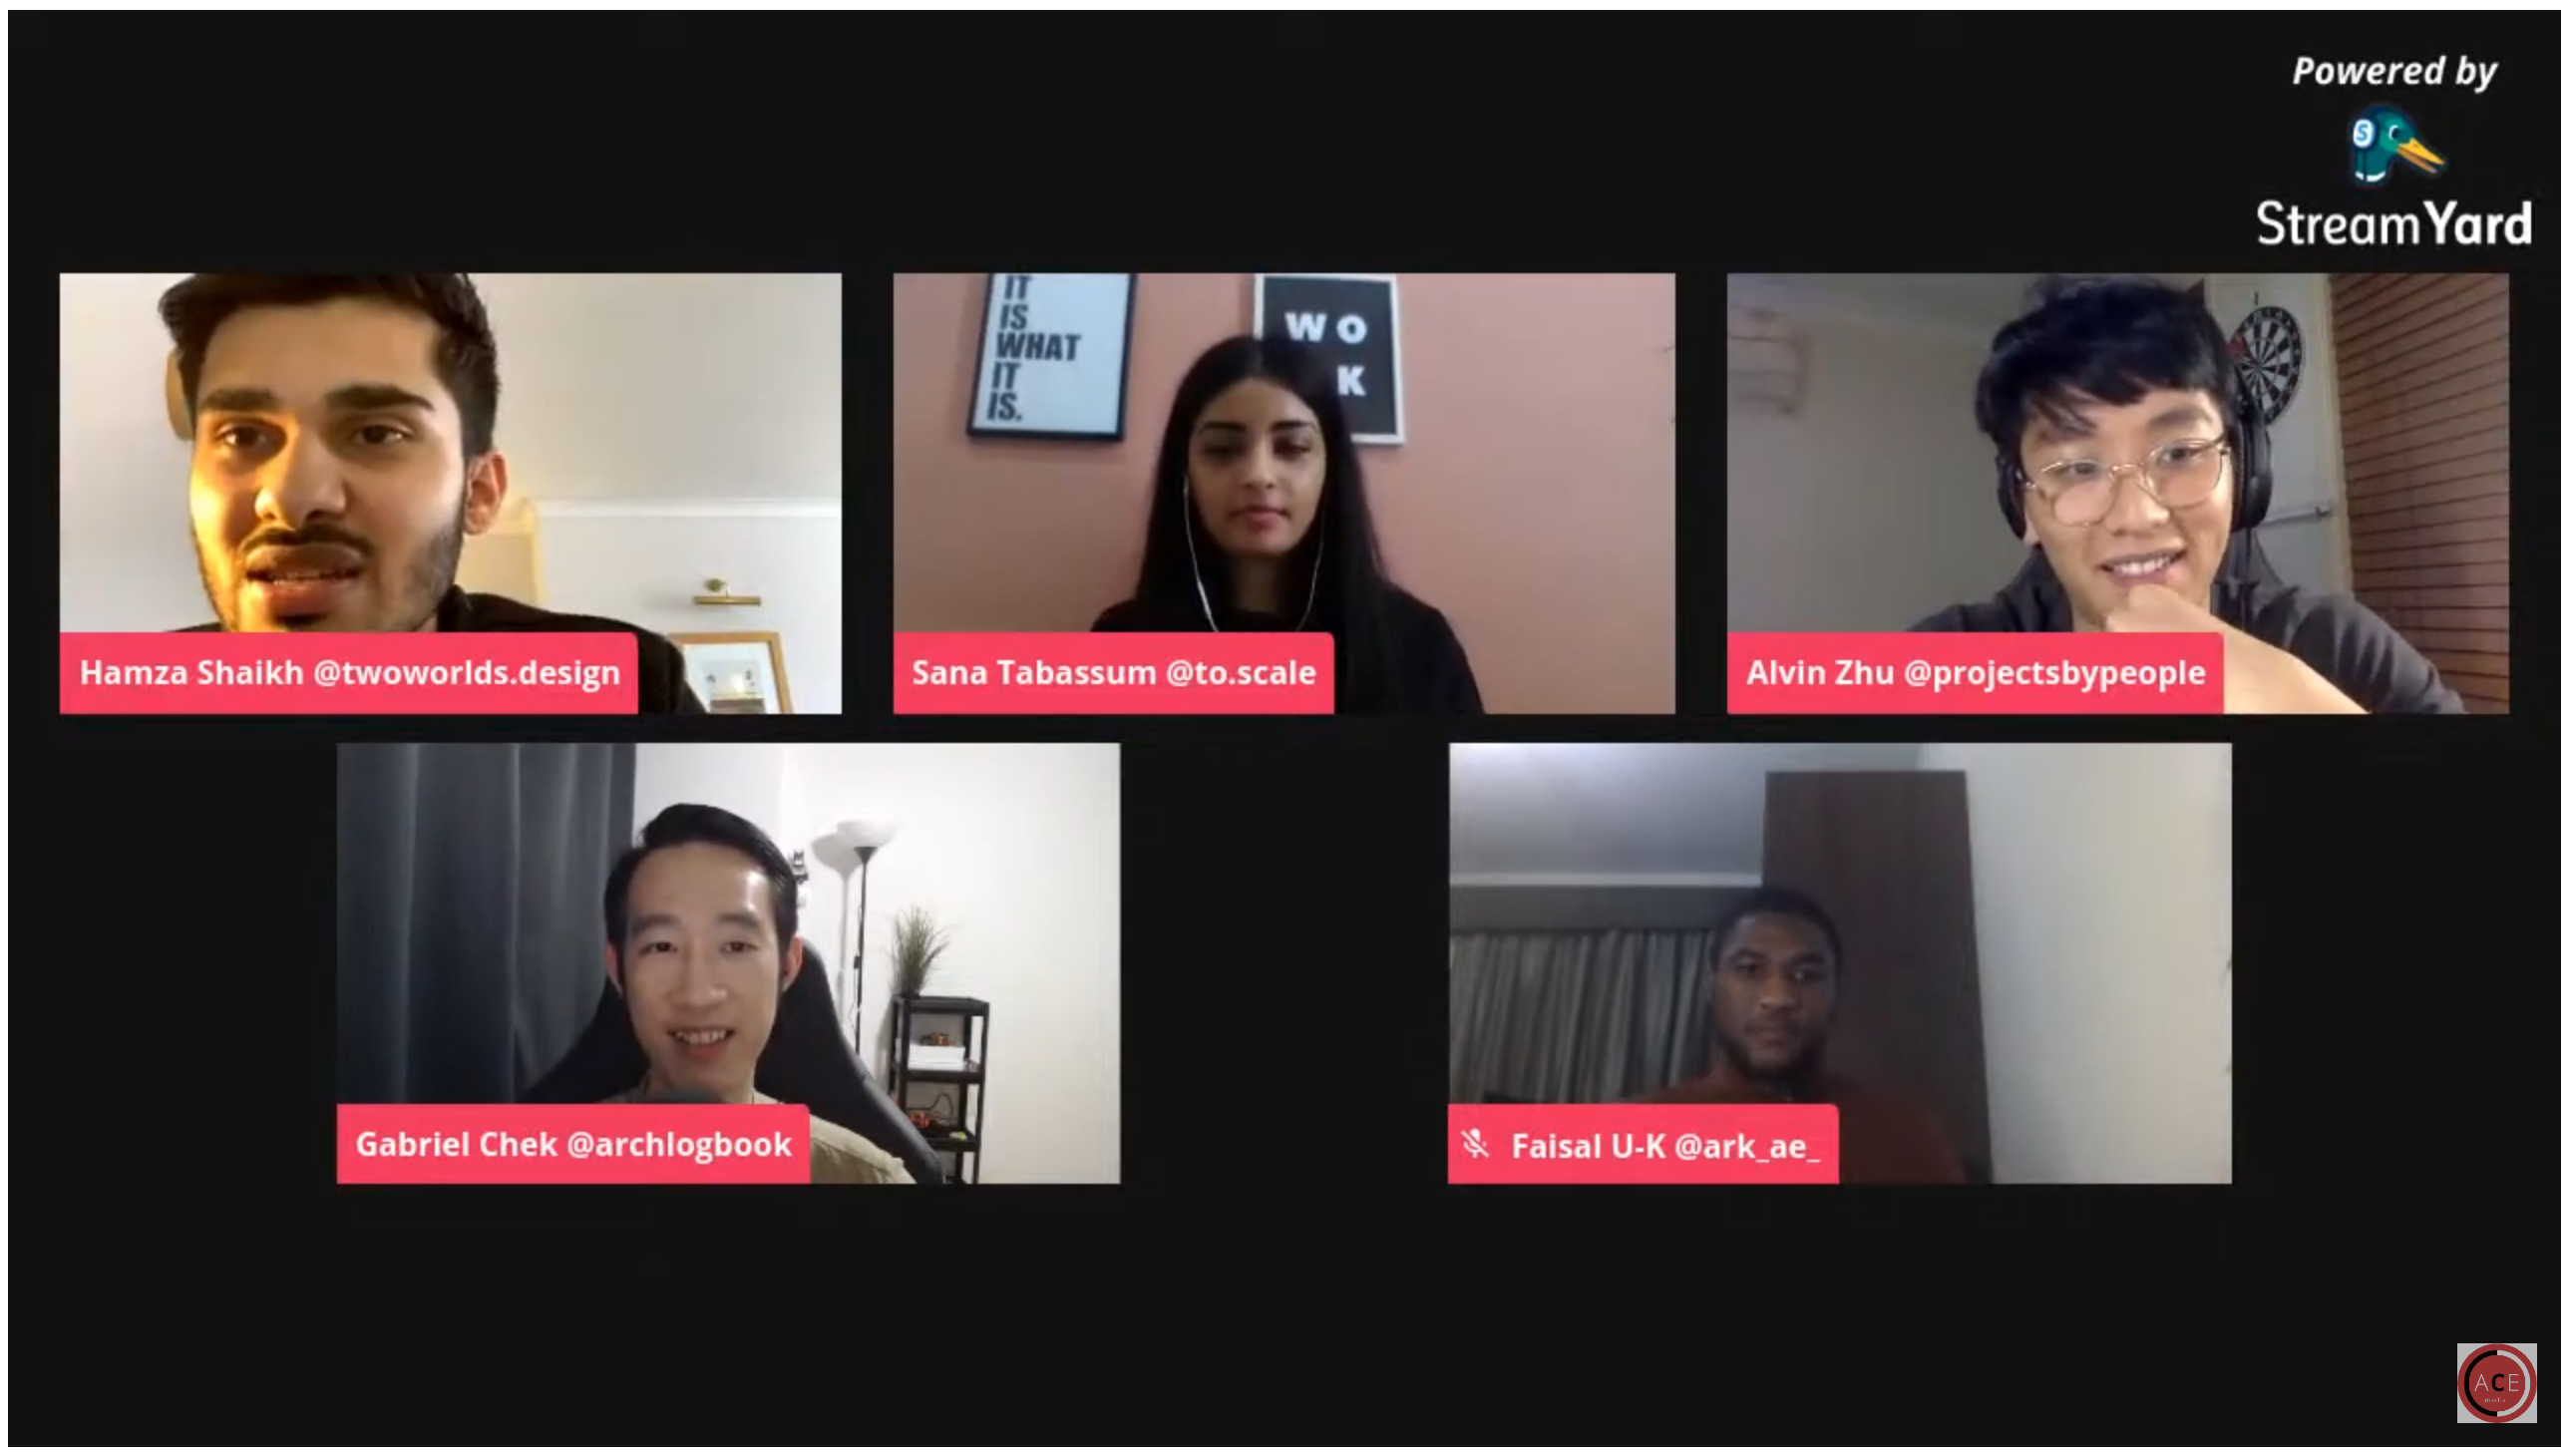 Powered by
S
StreamYard
IT
IS
WHAT
IT
IS.
W O
K
Hamza Shaikh @twoworlds.design
Sana Tabassum @to.scale
Alvin Zhu @projectsbypeople
Gabriel Chek @archlogbook
Faisal U-K @ark_ae_
ACE
media